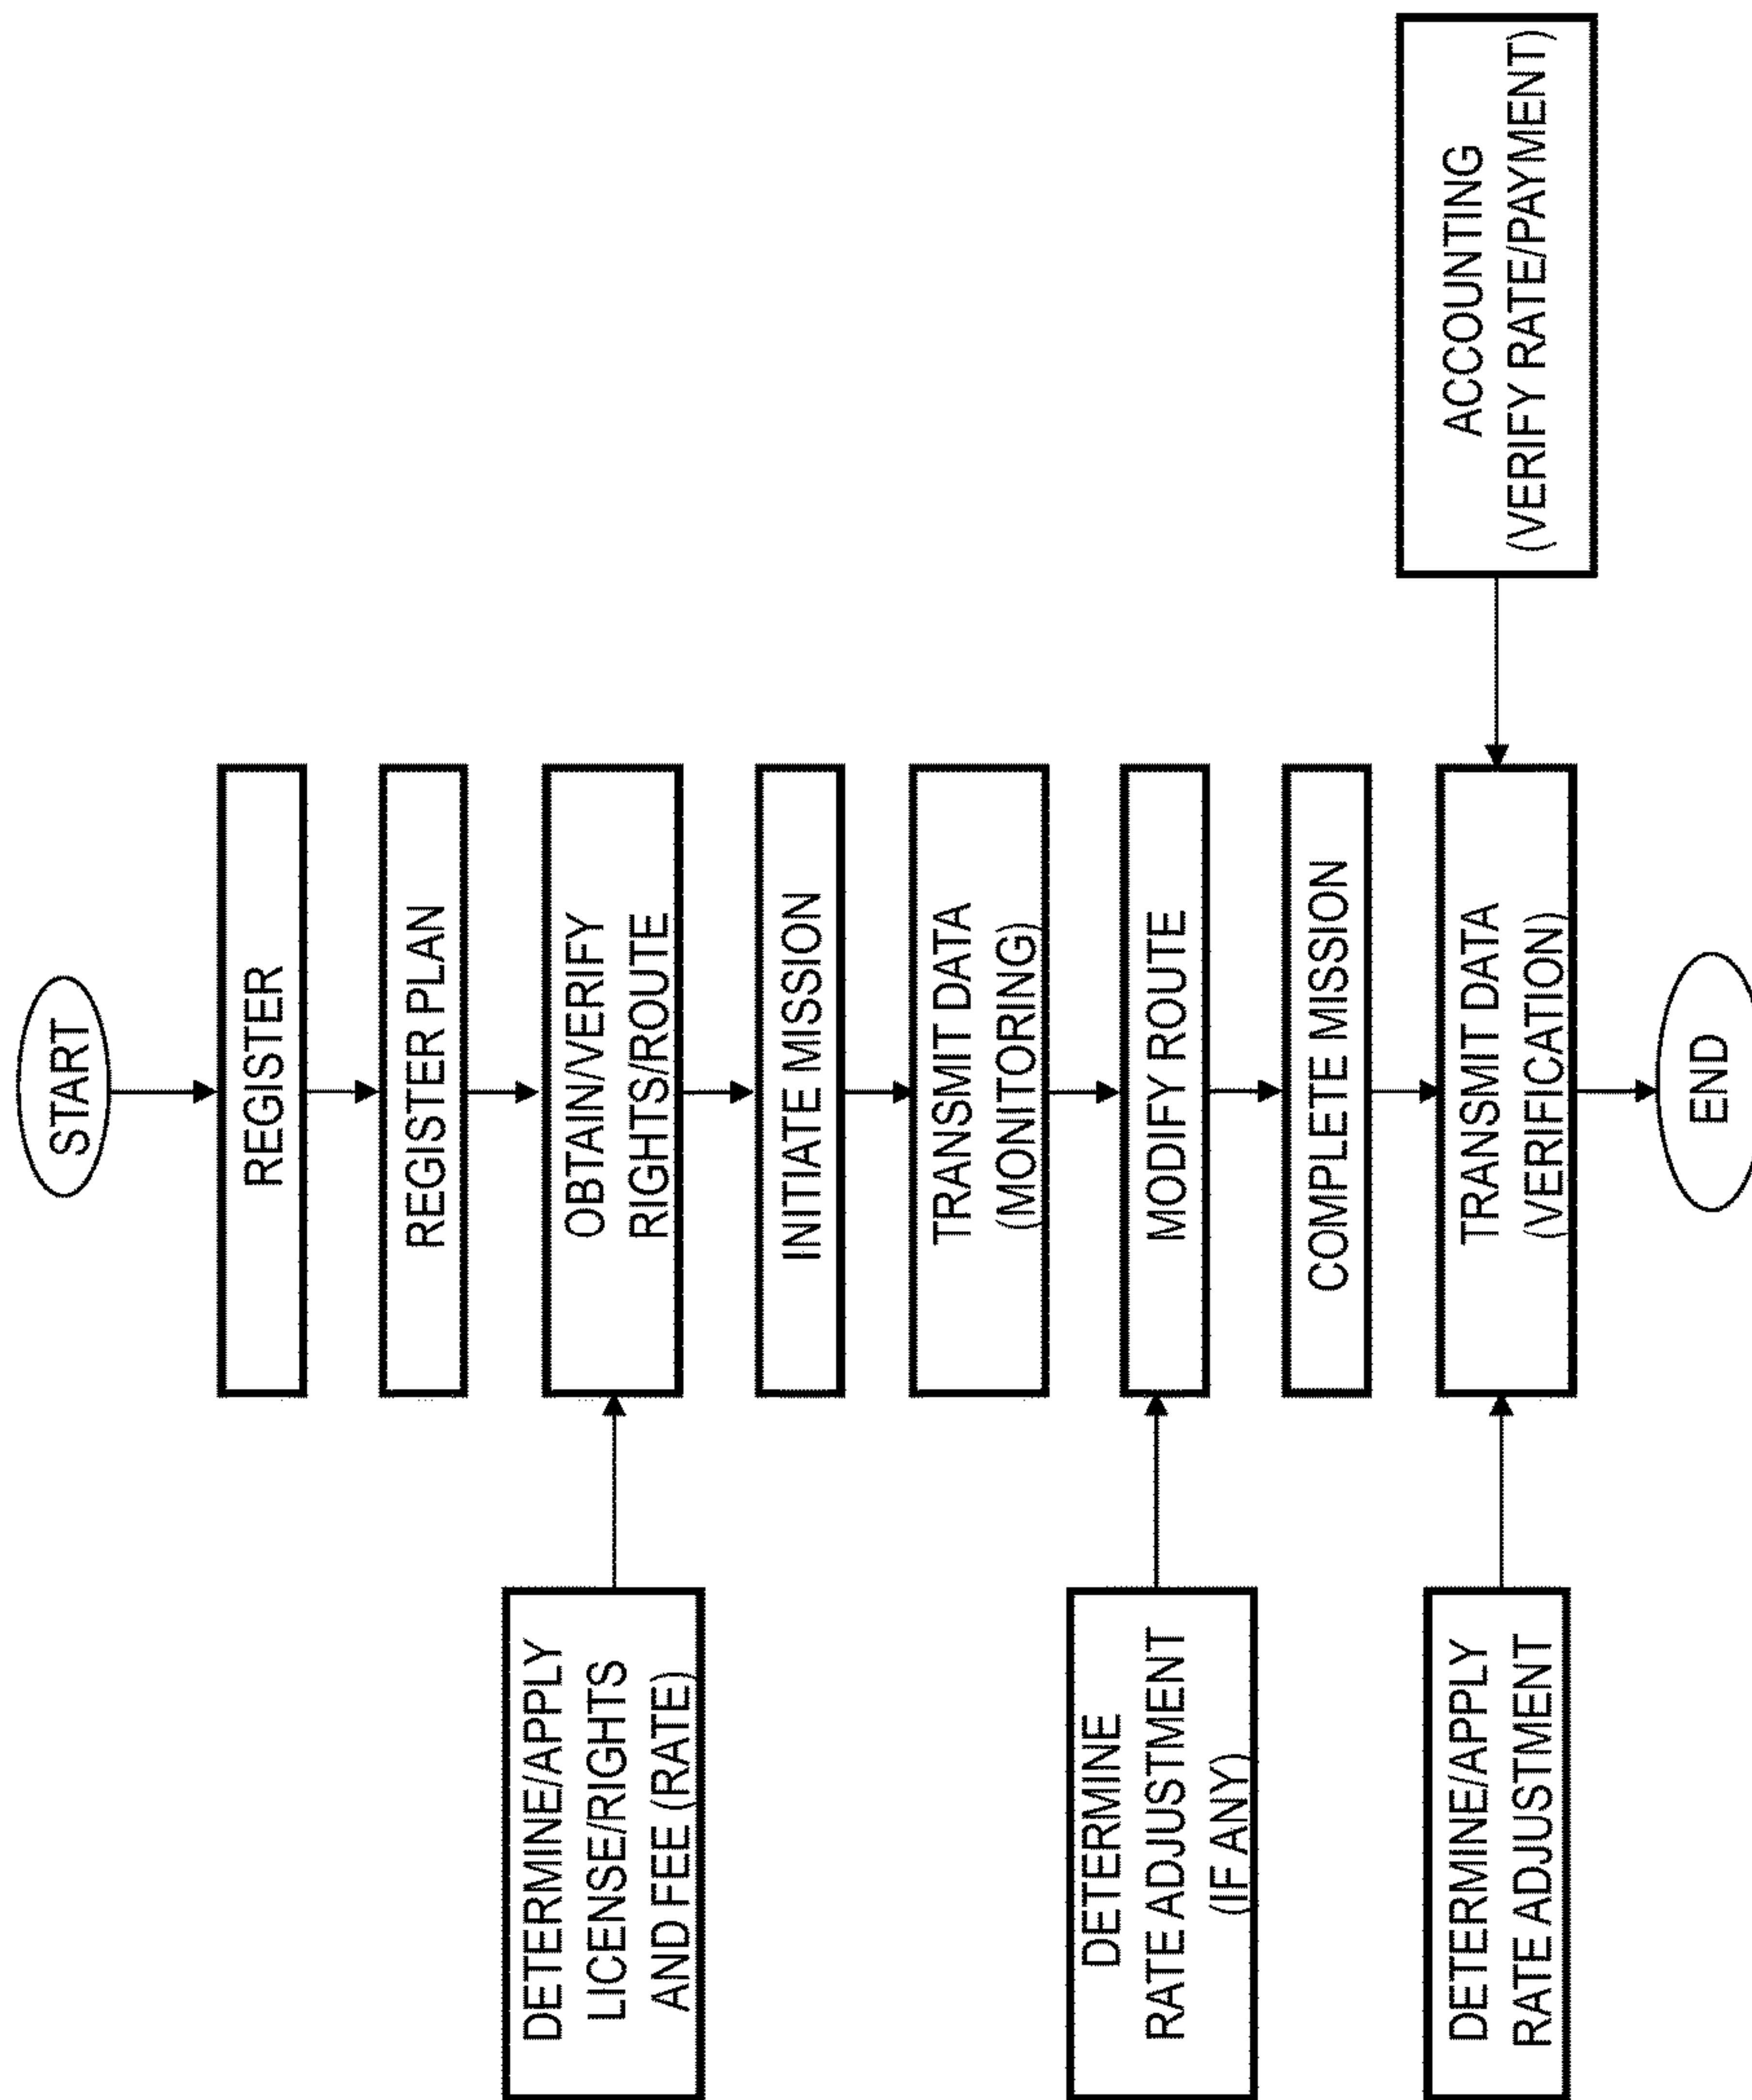 START
REGISTER
REGISTER PLAN
DETERMINE/APPLY
LICENSE/RIGHTS
AND FEE (RATE)
OBTAIN/VERIFY
RIGHTS/ROUTE
INITIATE MISSION
TRANSMIT DATA
(MONITORING)
DETERMINE
RATE ADJUSTMENT
(IF ANY)
MODIFY ROUTE
COMPLETE MISSION
DETERMINE/APPLY
RATE ADJUSTMENT
TRANSMIT DATA
(VERIFICATION)
ACCOUNTING
(VERIFY RATE/PAYMENT)
END